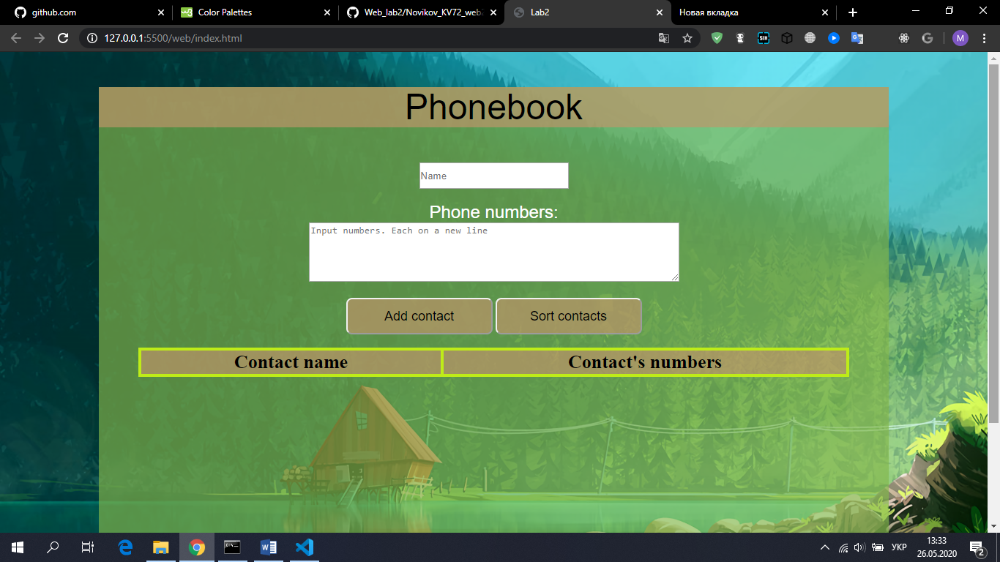 github.com
Color Palettes
Web_lab2/Novikov_KV72_web2
Lab2
Новая вкладка
127.0.0.1:5500/web/index.html
SIH
G
M
Phonebook
Name
Phone numbers:
Input numbers. Each on a new line
Add contact Sort contacts
Contact name Contact's numbers
УКР
13:33
26.05.2020
2